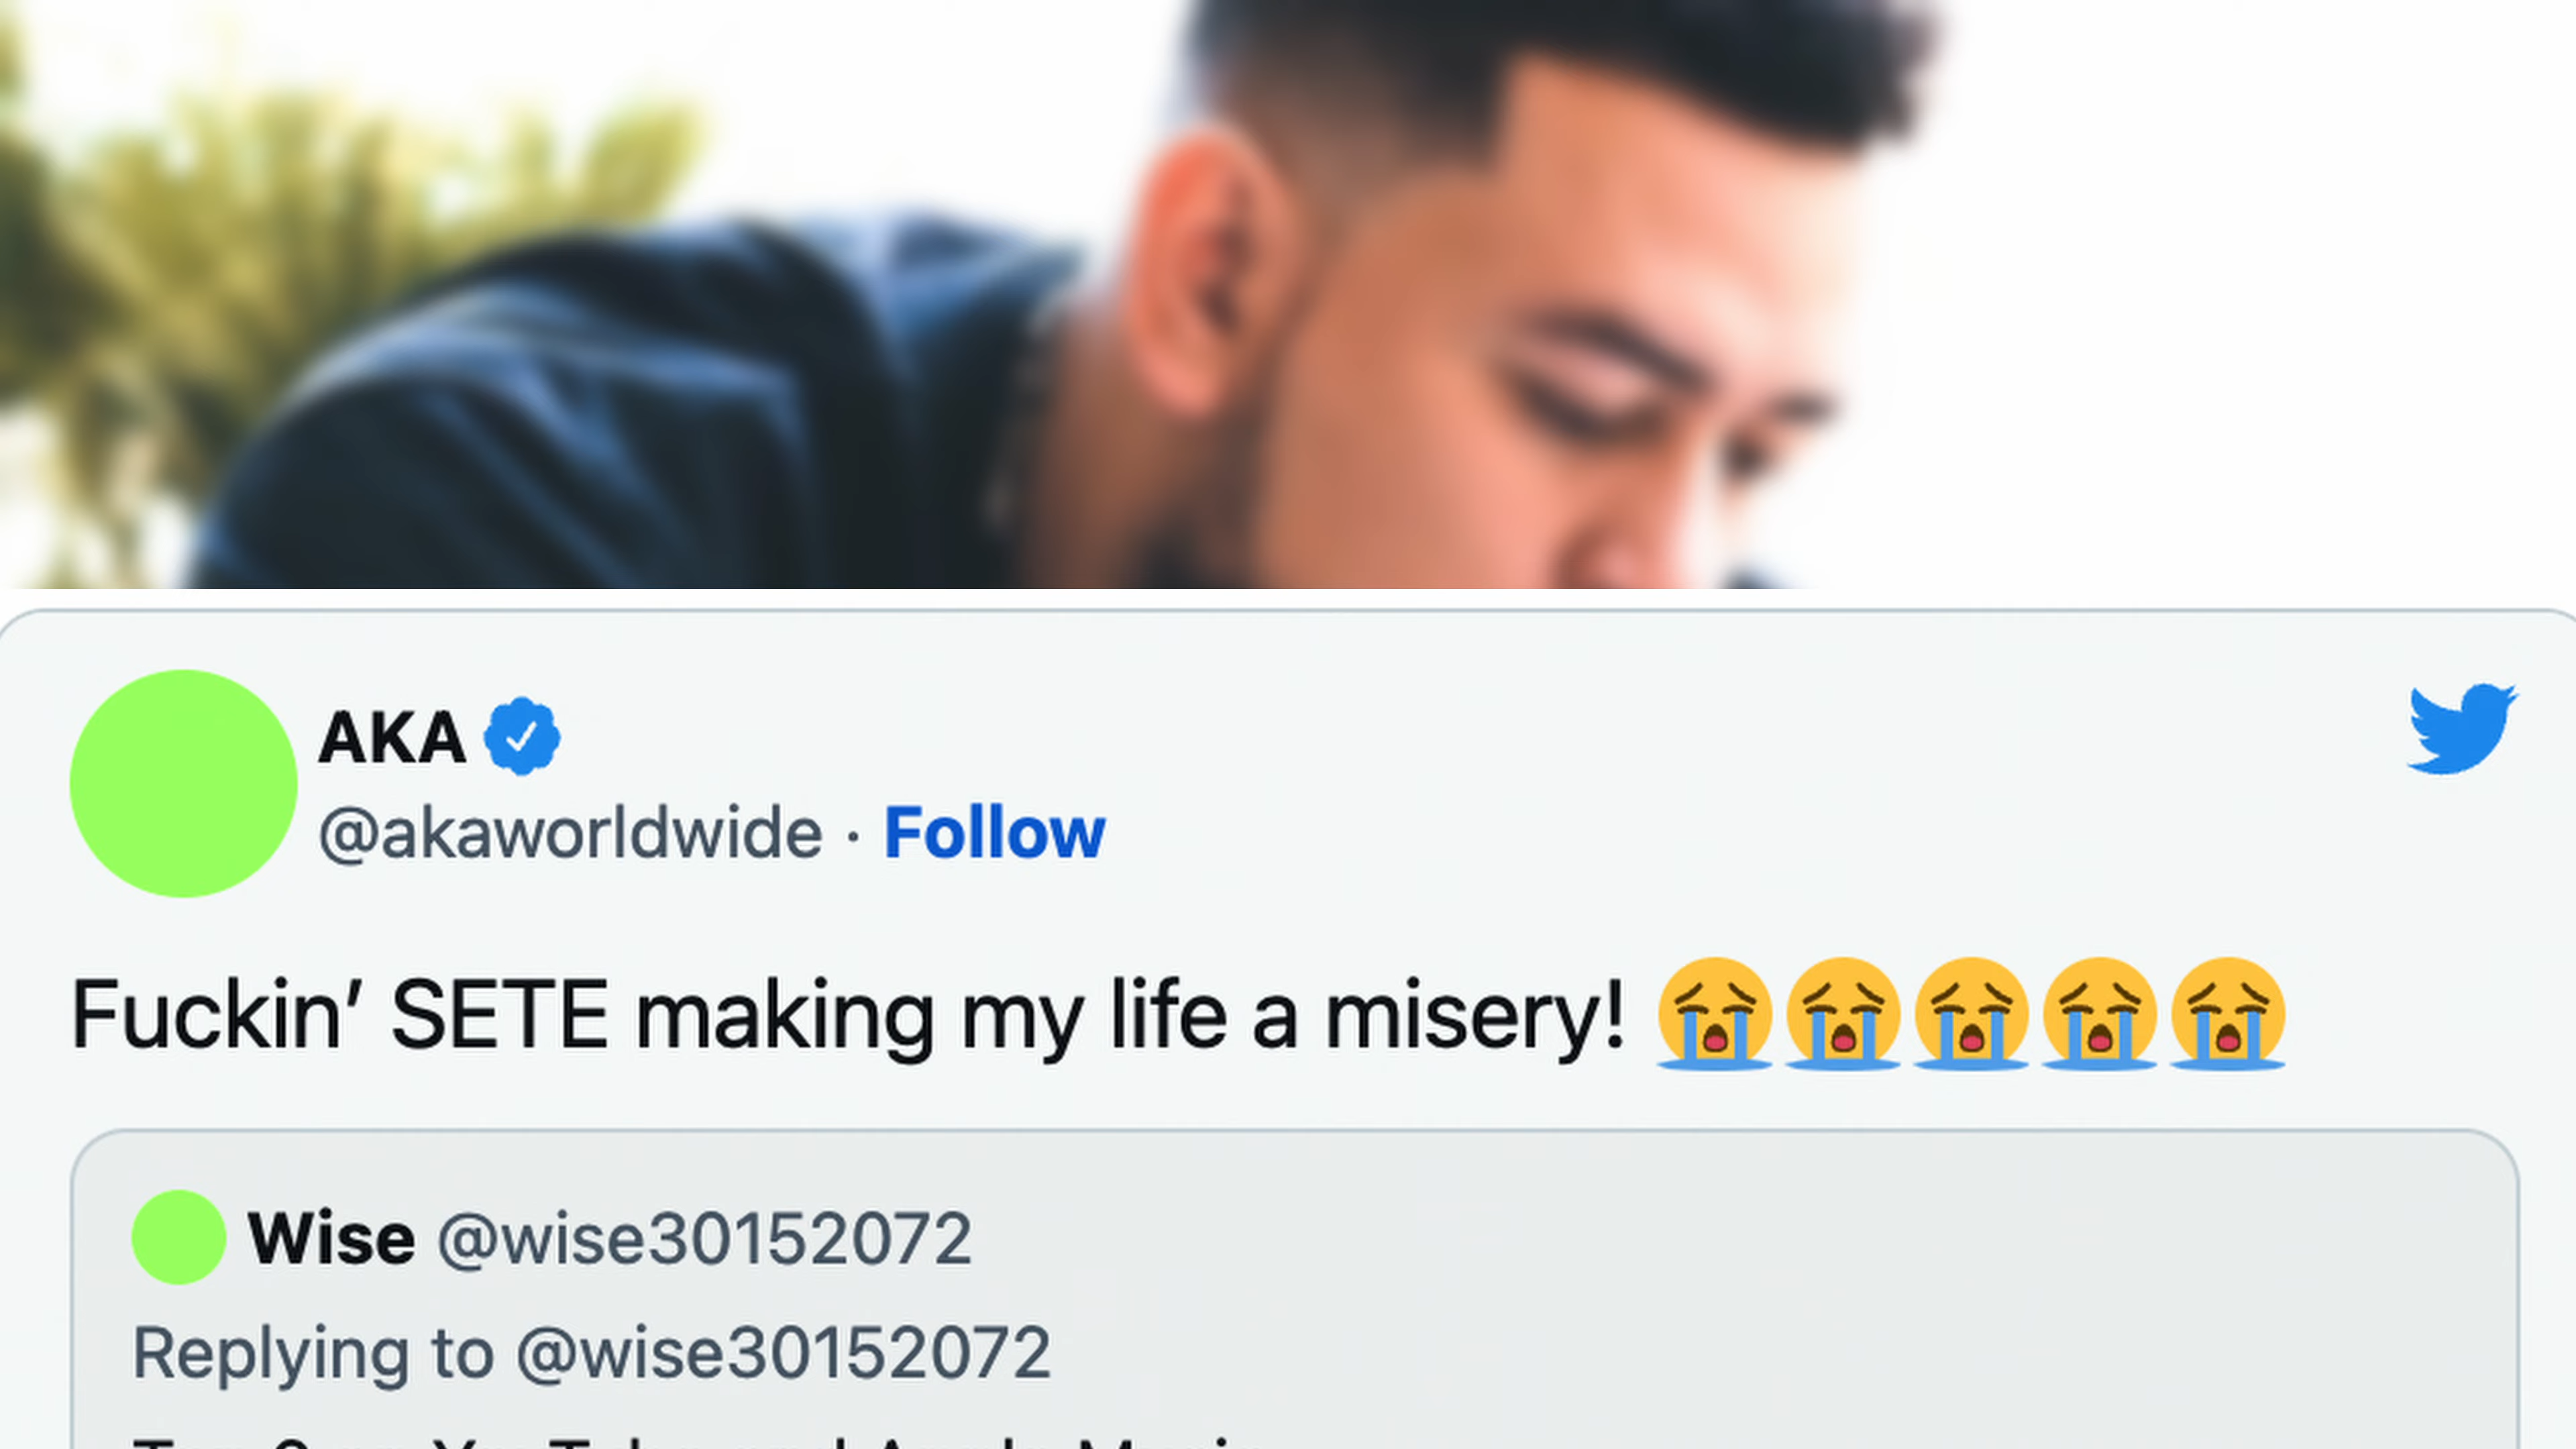 AKA
@akaworldwide · Follow
Fuckin’ SETE making my life a misery! 😭😭😭😭😭
Wise @wise30152072
Replying to @wise30152072